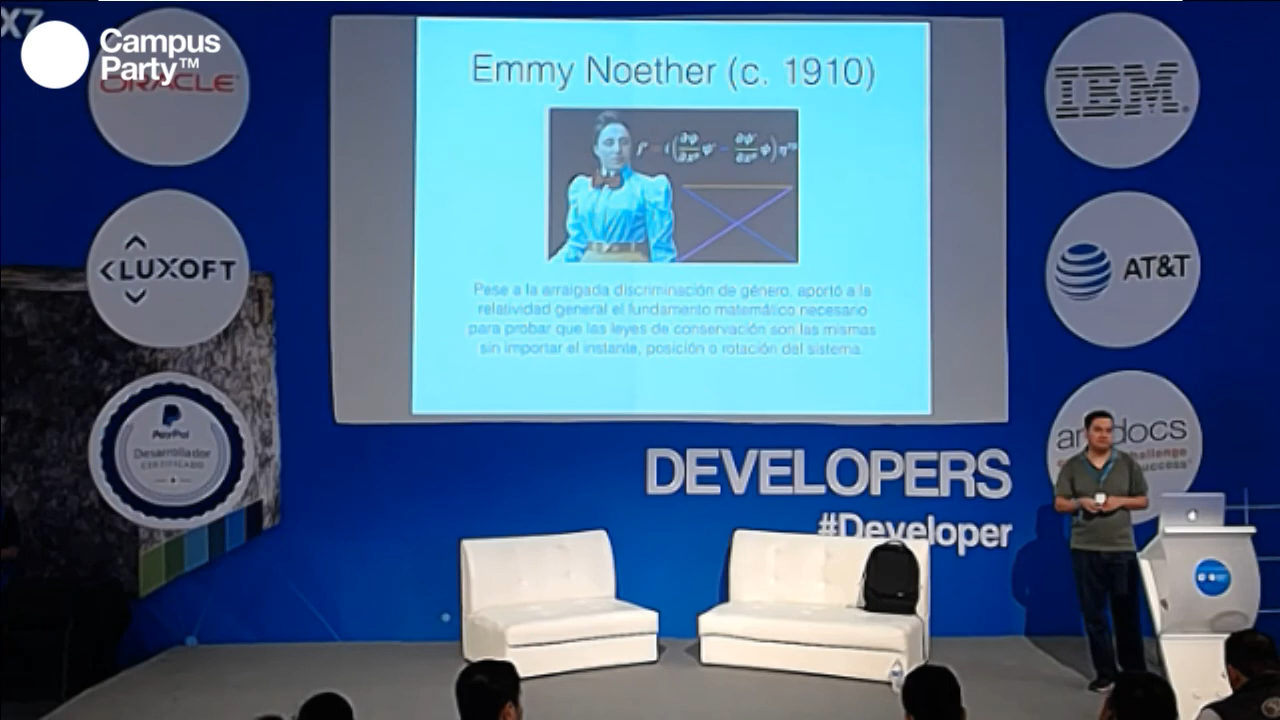 X7
Campus
Party™
ORACLE
LUXOFT
PayPal
Desarrollador
CERTIFICADO
Emmy Noether (c. 1910)
Pese a la arraigada discriminación de género, aportó a la
relatividad general el fundamento matemático necesario
para probar que las leyes de conservación son las mismas
sin importar el instante, posición o rotación del sistema.
IBM
AT&T
docs
DEVELOPERS
#Developer